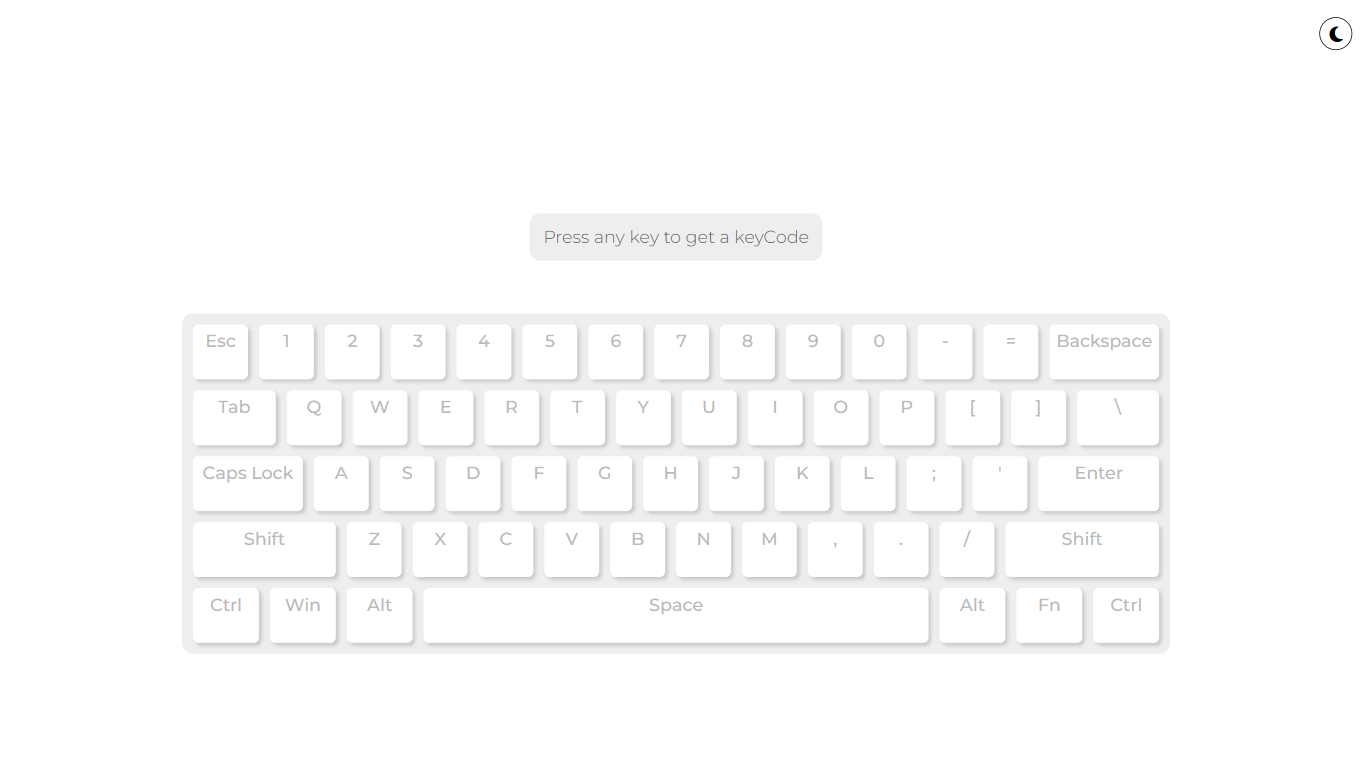 Press any key to get a keyCode
Esc 1 2 3 4 5 6 7 8 9 0 - = Backspace
Tab Q W E R T Y U I O P [ ] \
Caps Lock A S D F G H J K L ; ' Enter
Shift Z X C V B N M , . / Shift
Ctrl Win Alt Space Alt Fn Ctrl